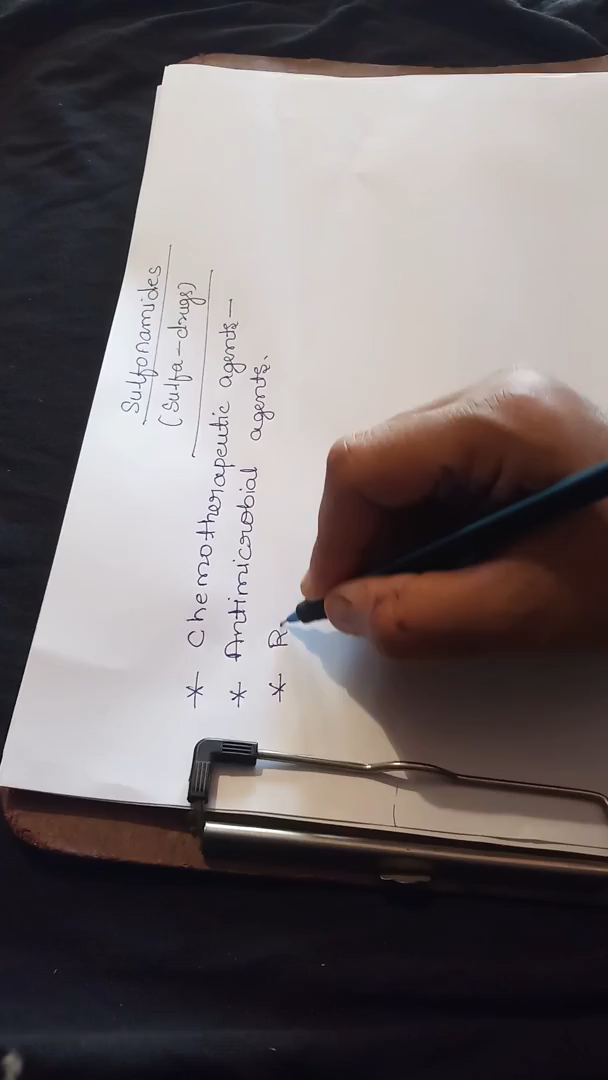 Sulfonamides
(Sulfa-drugs)
* Chemotherapeutic agents -
* Antimicrobial agents.
* R